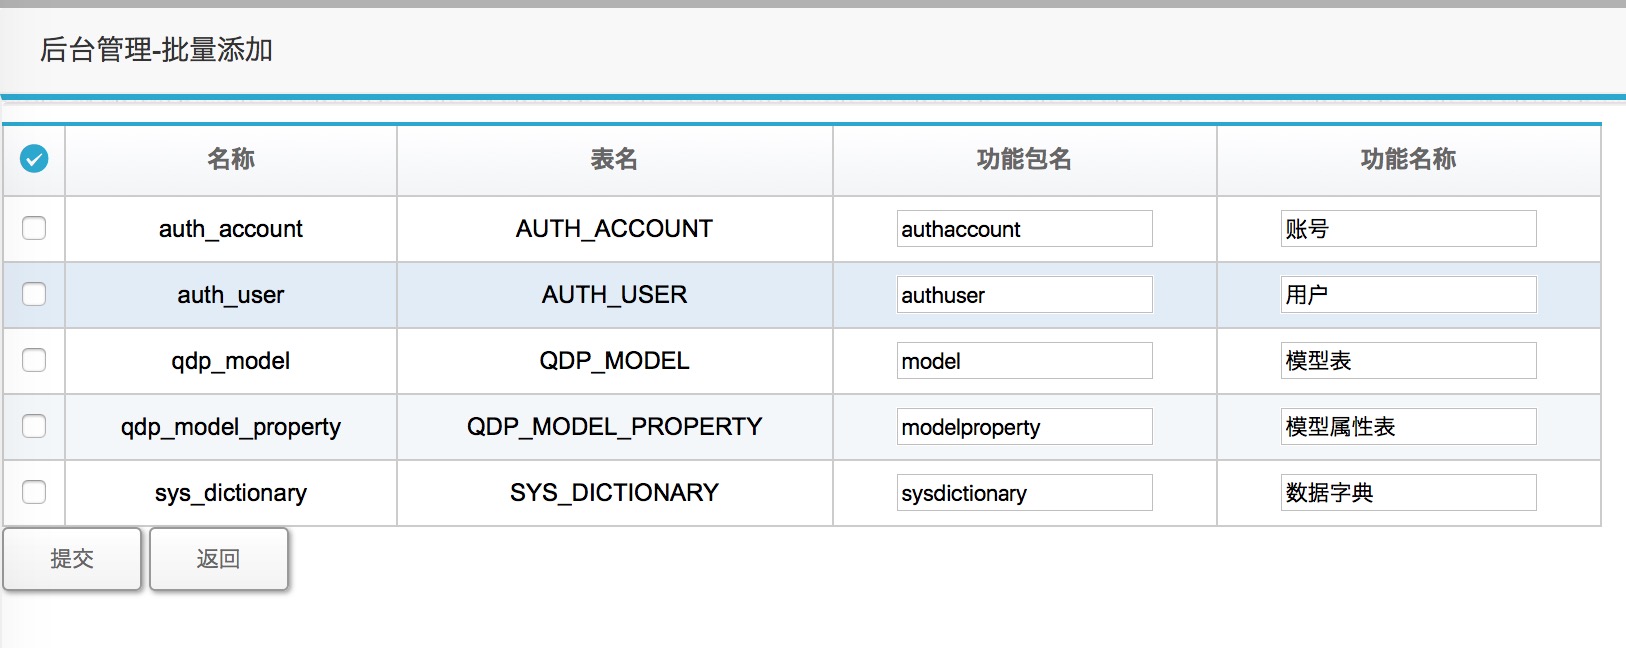 后台管理-批量添加
名称 表名 功能包名 功能名称
auth_account AUTH_ACCOUNT authaccount 账号
auth_user AUTH_USER authuser 用户
qdp_model QDP_MODEL model 模型表
qdp_model_property QDP_MODEL_PROPERTY modelproperty 模型属性表
sys_dictionary SYS_DICTIONARY sysdictionary 数据字典
提交 返回